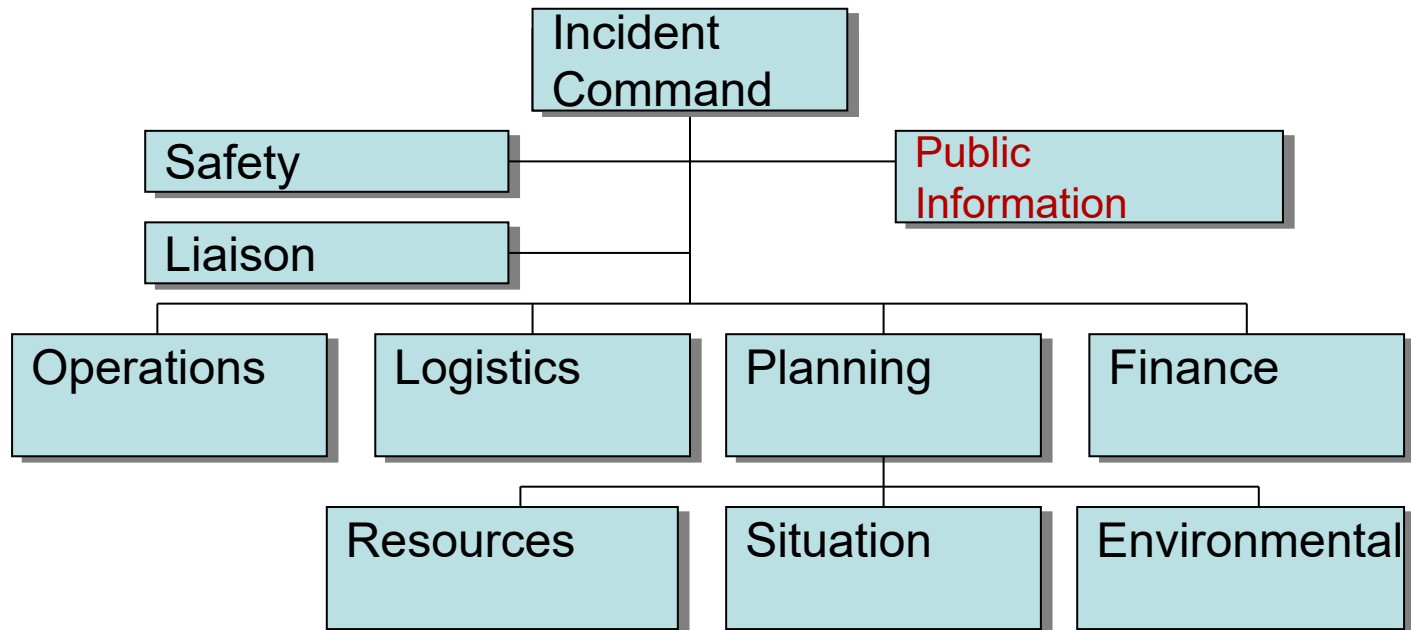 Incident
Command
Safety
Public
Information
Liaison
Operations
Logistics
Planning
Finance
Resources
Situation
Environmental